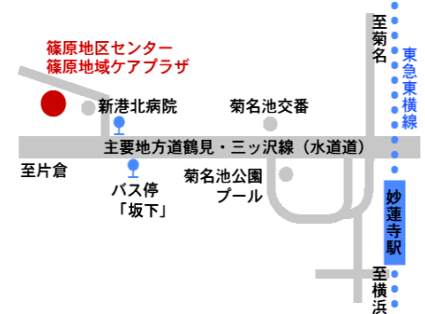 篠原地区センター
篠原地域ケアプラザ
至菊名
東急東横線
新港北病院
菊名池交番
主要地方道鶴見・三ッ沢線（水道道）
至片倉
バス停
「坂下」
菊名池公園
プール
妙蓮寺駅
至横浜